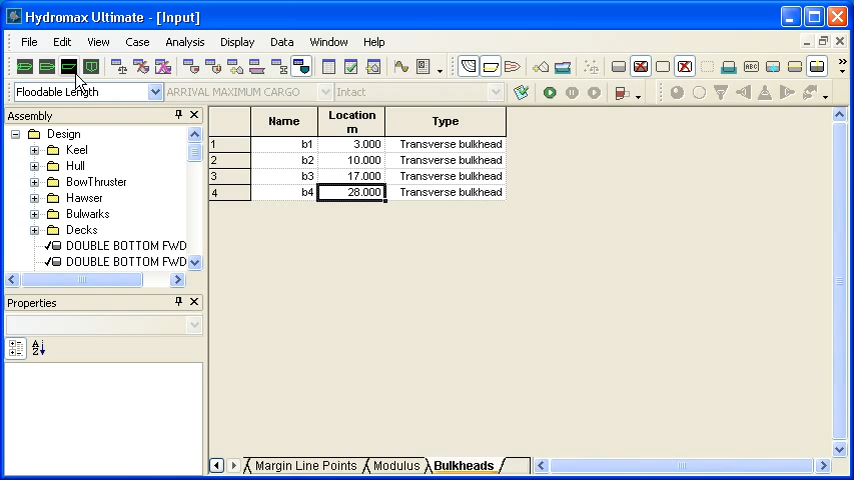 Hydromax Ultimate - [Input]
File Edit View Case Analysis Display Data Window Help
Floodable Length ARRIVAL MAXIMUM CARGO Intact
Assembly
Design
Keel
Hull
BowThruster
Hawser
Bulwarks
Decks
DOUBLE BOTTOM FWD
DOUBLE BOTTOM FWD
Properties
Name Location m Type
1 b1 3.000 Transverse bulkhead
2 b2 10.000 Transverse bulkhead
3 b3 17.000 Transverse bulkhead
4 b4 28.000 Transverse bulkhead
Margin Line Points Modulus Bulkheads